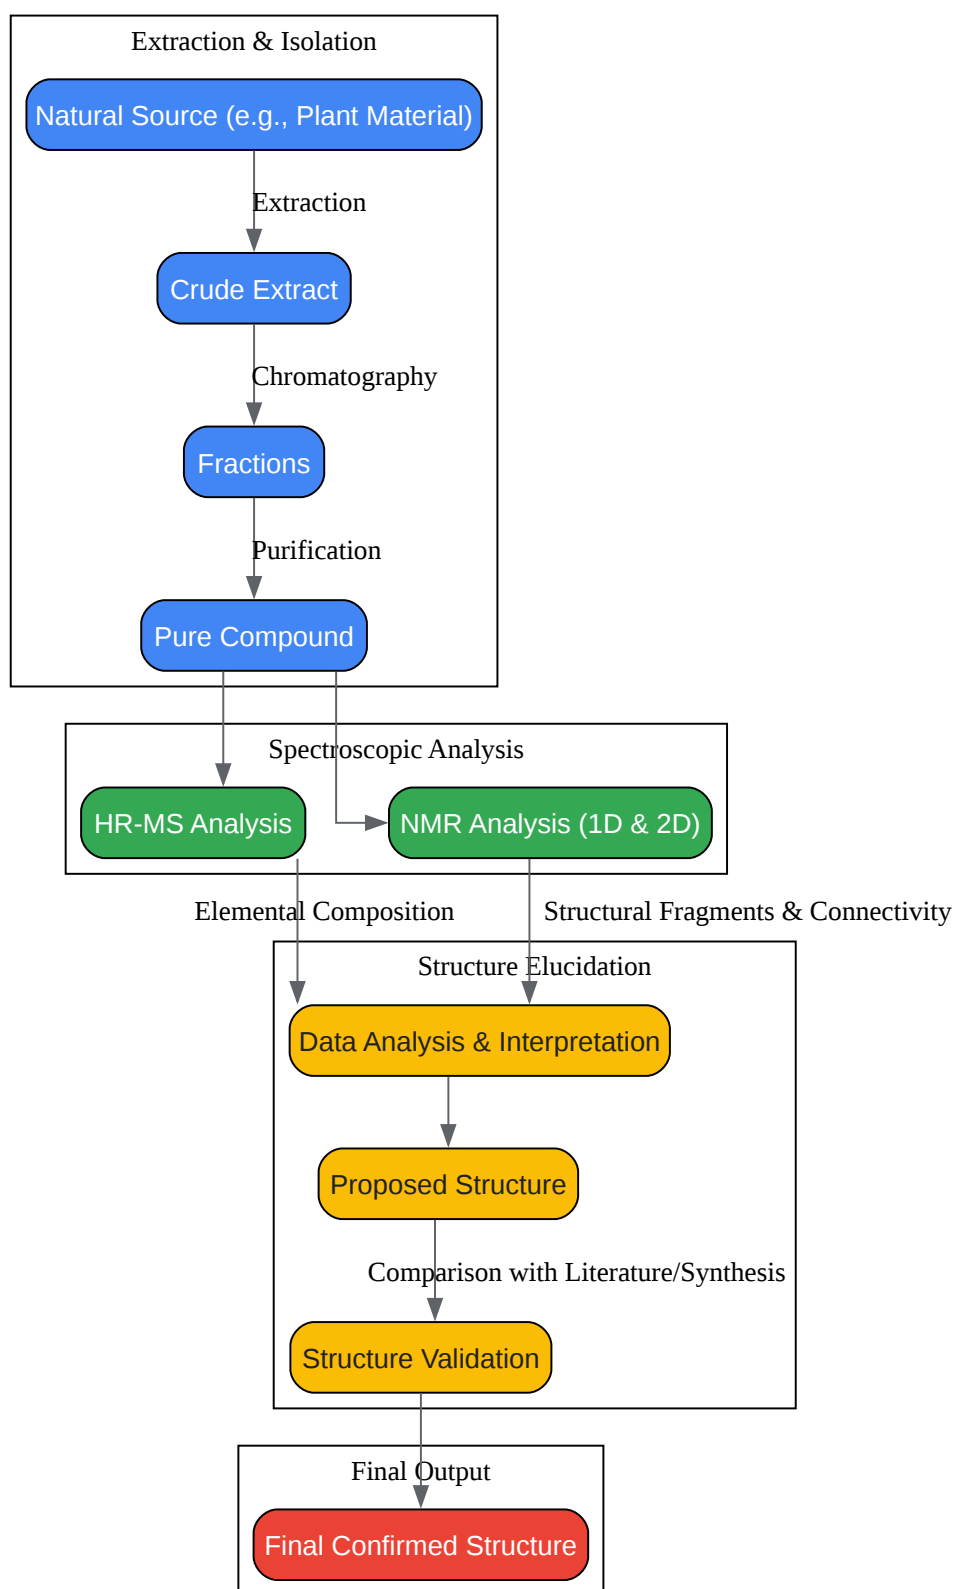 Extraction & Isolation
Natural Source (e.g., Plant Material)
Extraction
Crude Extract
Chromatography
Fractions
Purification
Pure Compound
Spectroscopic Analysis
HR-MS Analysis
NMR Analysis (1D & 2D)
Elemental Composition
Structural Fragments & Connectivity
Structure Elucidation
Data Analysis & Interpretation
Proposed Structure
Comparison with Literature/Synthesis
Structure Validation
Final Output
Final Confirmed Structure